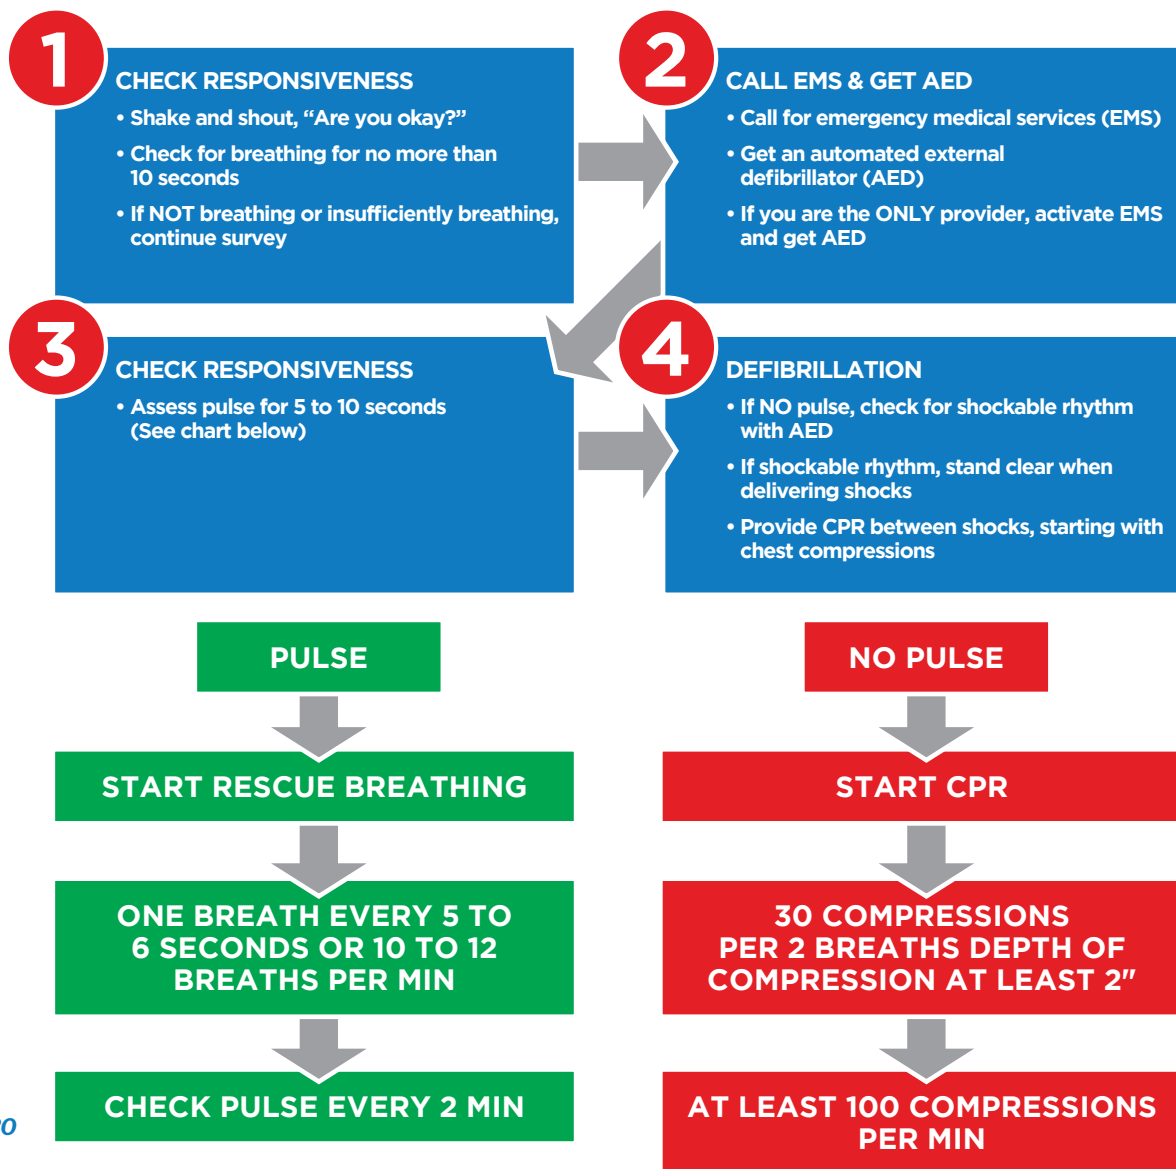 1
CHECK RESPONSIVENESS
• Shake and shout, “Are you okay?”
• Check for breathing for no more than
10 seconds
• If NOT breathing or insufficiently breathing,
continue survey
2
CALL EMS & GET AED
• Call for emergency medical services (EMS)
• Get an automated external
defibrillator (AED)
• If you are the ONLY provider, activate EMS
and get AED
3
CHECK RESPONSIVENESS
• Assess pulse for 5 to 10 seconds
(See chart below)
4
DEFIBRILLATION
• If NO pulse, check for shockable rhythm
with AED
• If shockable rhythm, stand clear when
delivering shocks
• Provide CPR between shocks, starting with
chest compressions
PULSE
START RESCUE BREATHING
ONE BREATH EVERY 5 TO
6 SECONDS OR 10 TO 12
BREATHS PER MIN
CHECK PULSE EVERY 2 MIN
NO PULSE
START CPR
30 COMPRESSIONS
PER 2 BREATHS DEPTH OF
COMPRESSION AT LEAST 2"
AT LEAST 100 COMPRESSIONS
PER MIN